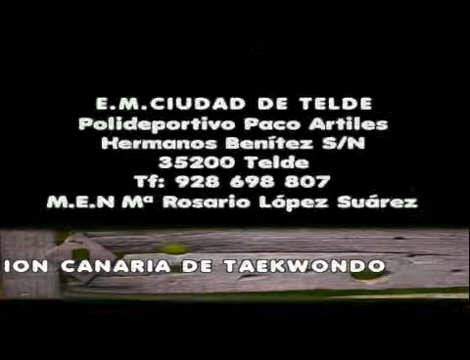 E.M.CIUDAD DE TELDE
Polideportivo Paco Artiles
Hermanos Benítez S/N
35200 Telde
Tf: 928 698 807
M.E.N Mª Rosario López Suárez
ION CANARIA DE TAEKWONDO